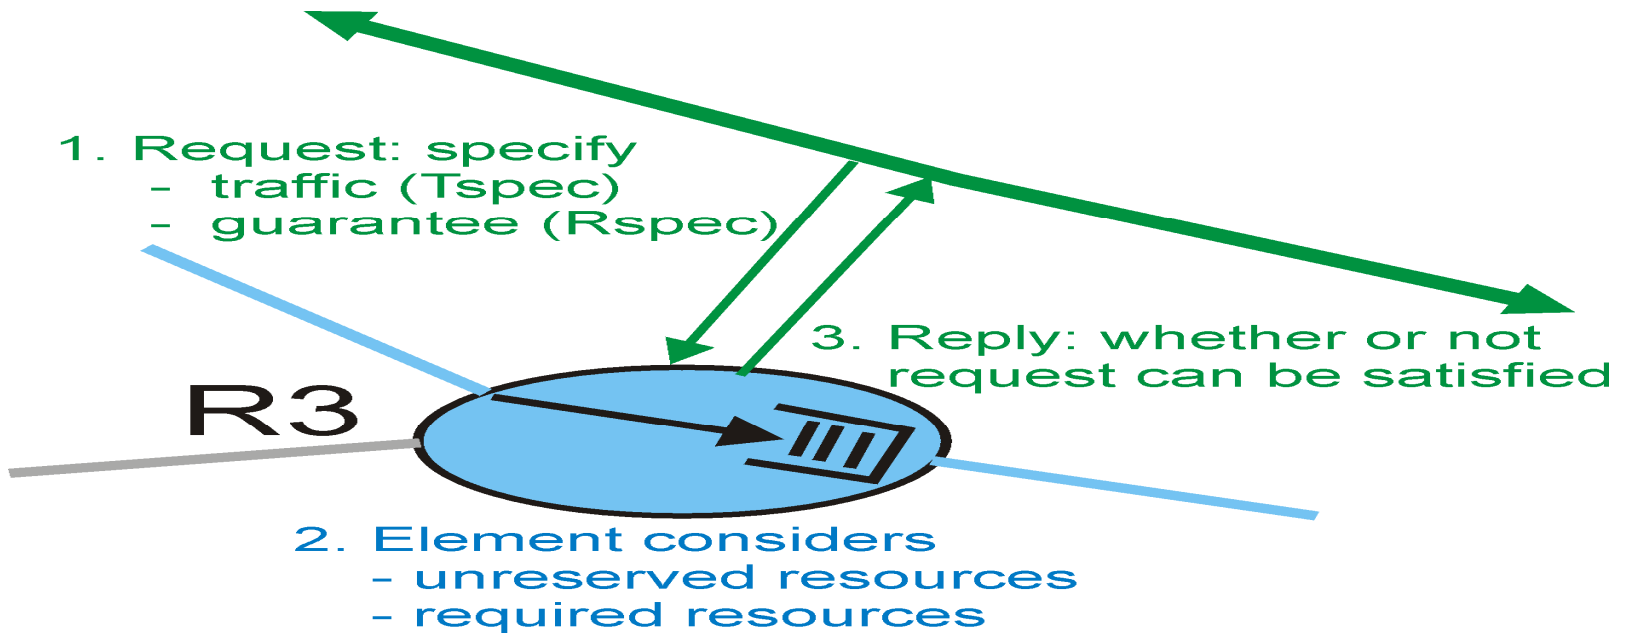 1. Request: specify
- traffic (Tspec)
- guarantee (Rspec)
3. Reply: whether or not
request can be satisfied
R3
2. Element considers
- unreserved resources
- required resources